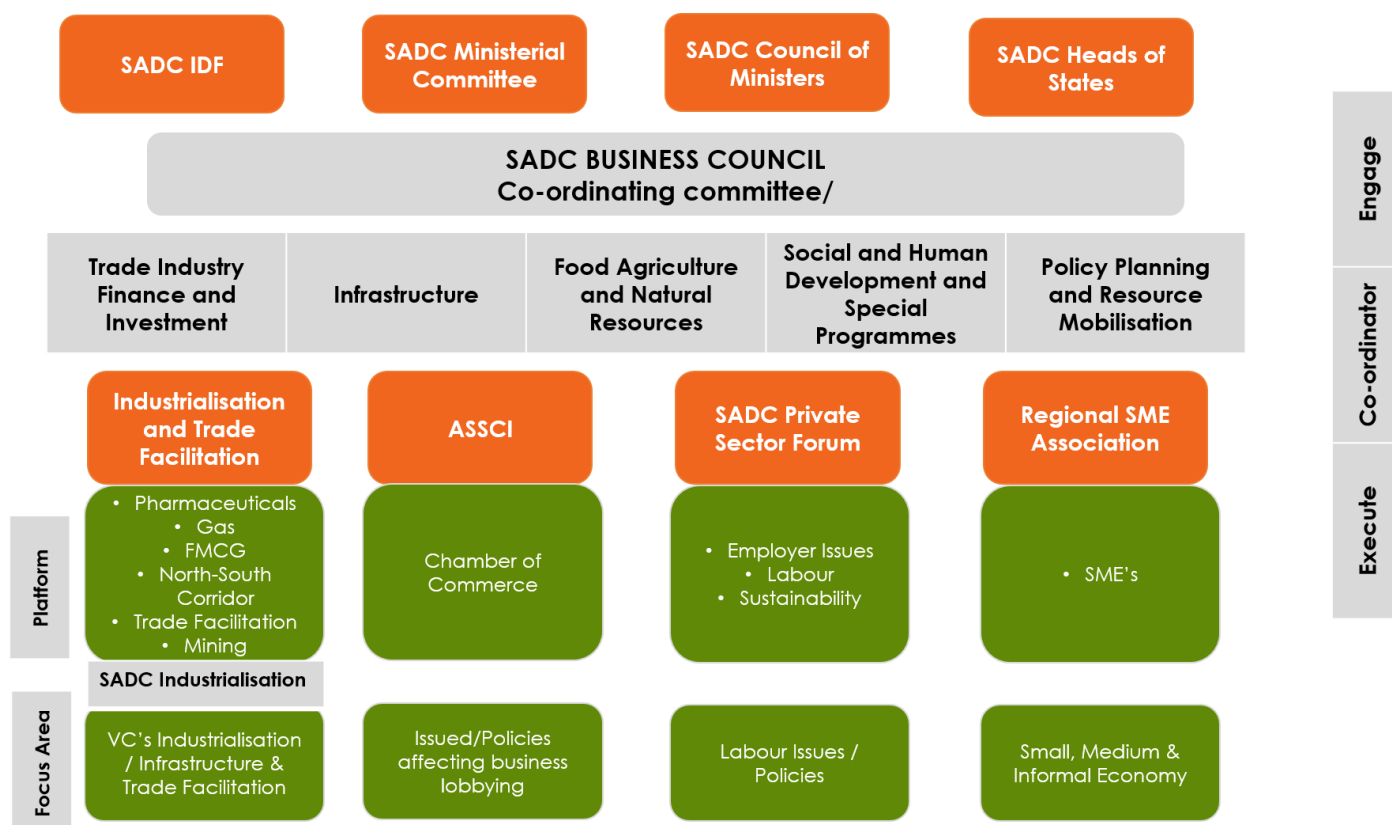 SADC IDF
SADC Ministerial
Committee
SADC Council of
Ministers
SADC Heads of
States
SADC BUSINESS COUNCIL
Co-ordinating committee/
Trade Industry
Finance and
Investment
Infrastructure
Food Agriculture
and Natural
Resources
Social and Human
Development and
Special
Programmes
Policy Planning
and Resource
Mobilisation
Engage
Co-ordinator
Execute
Industrialisation
and Trade
Facilitation
ASSCI
SADC Private
Sector Forum
Regional SME
Association
Platform
• Pharmaceuticals
• Gas
• FMCG
• North-South
Corridor
• Trade Facilitation
• Mining
Chamber of
Commerce
• Employer Issues
• Labour
• Sustainability
• SME’s
SADC Industrialisation
Focus Area
VC’s Industrialisation
/ Infrastructure &
Trade Facilitation
Issued/Policies
affecting business
lobbying
Labour Issues /
Policies
Small, Medium &
Informal Economy